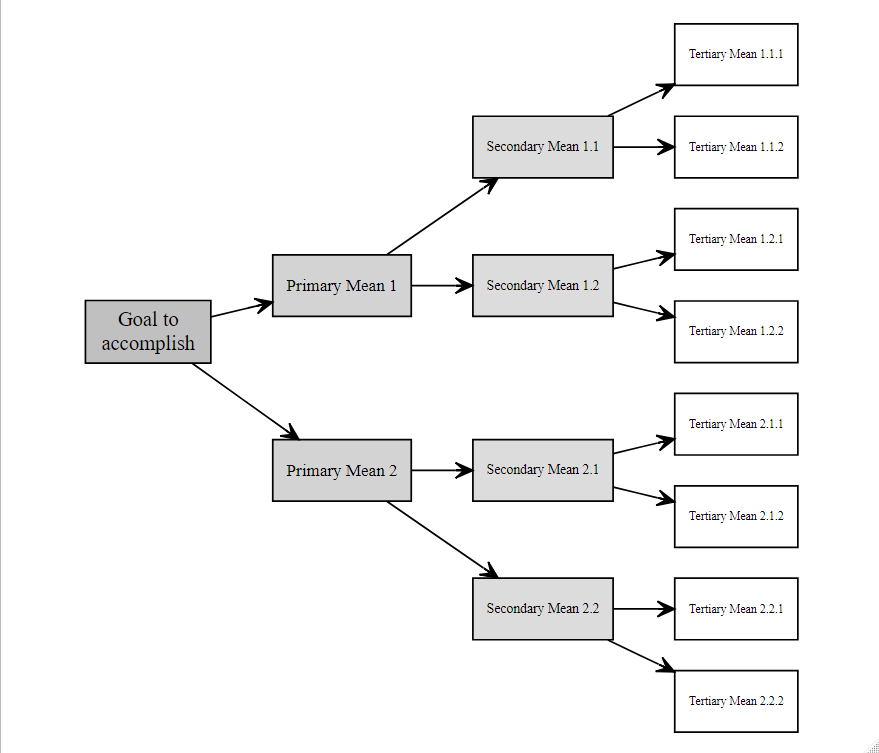 Goal to
accomplish
Primary Mean 1
Secondary Mean 1.1
Tertiary Mean 1.1.1
Tertiary Mean 1.1.2
Secondary Mean 1.2
Tertiary Mean 1.2.1
Tertiary Mean 1.2.2
Primary Mean 2
Secondary Mean 2.1
Tertiary Mean 2.1.1
Tertiary Mean 2.1.2
Secondary Mean 2.2
Tertiary Mean 2.2.1
Tertiary Mean 2.2.2